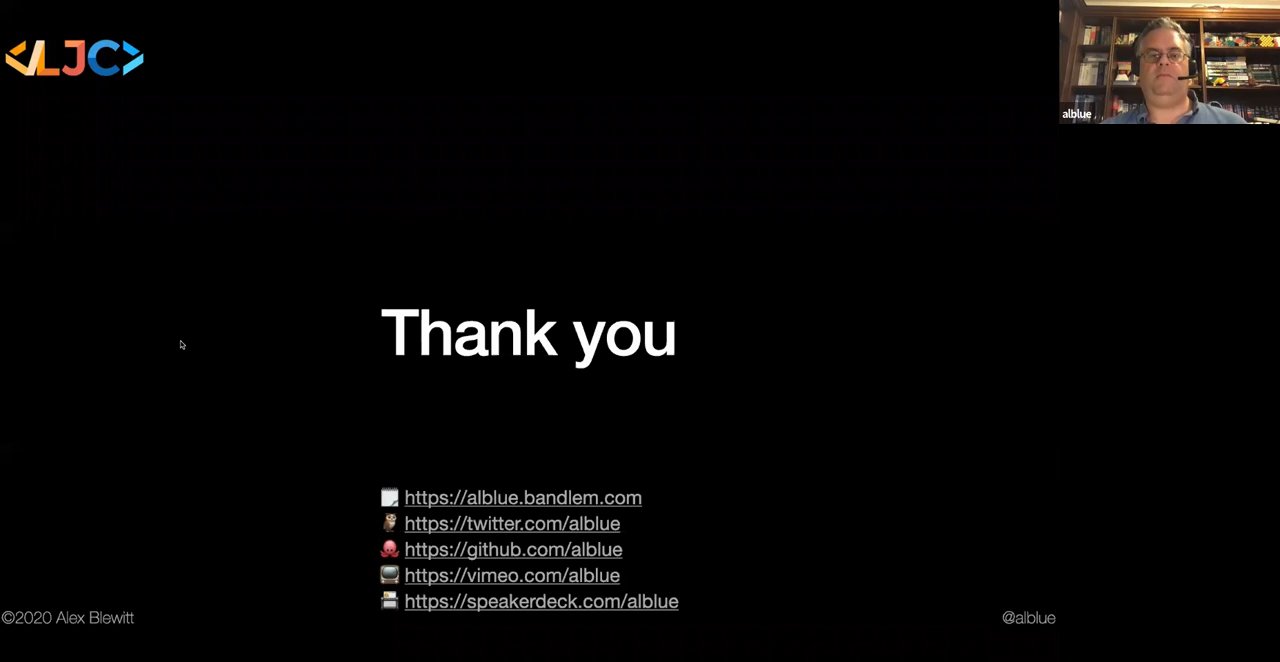 <LJC>
alblue
Thank you
https://alblue.bandlem.com
https://twitter.com/alblue
https://github.com/alblue
https://vimeo.com/alblue
https://speakerdeck.com/alblue
©2020 Alex Blewitt
@alblue